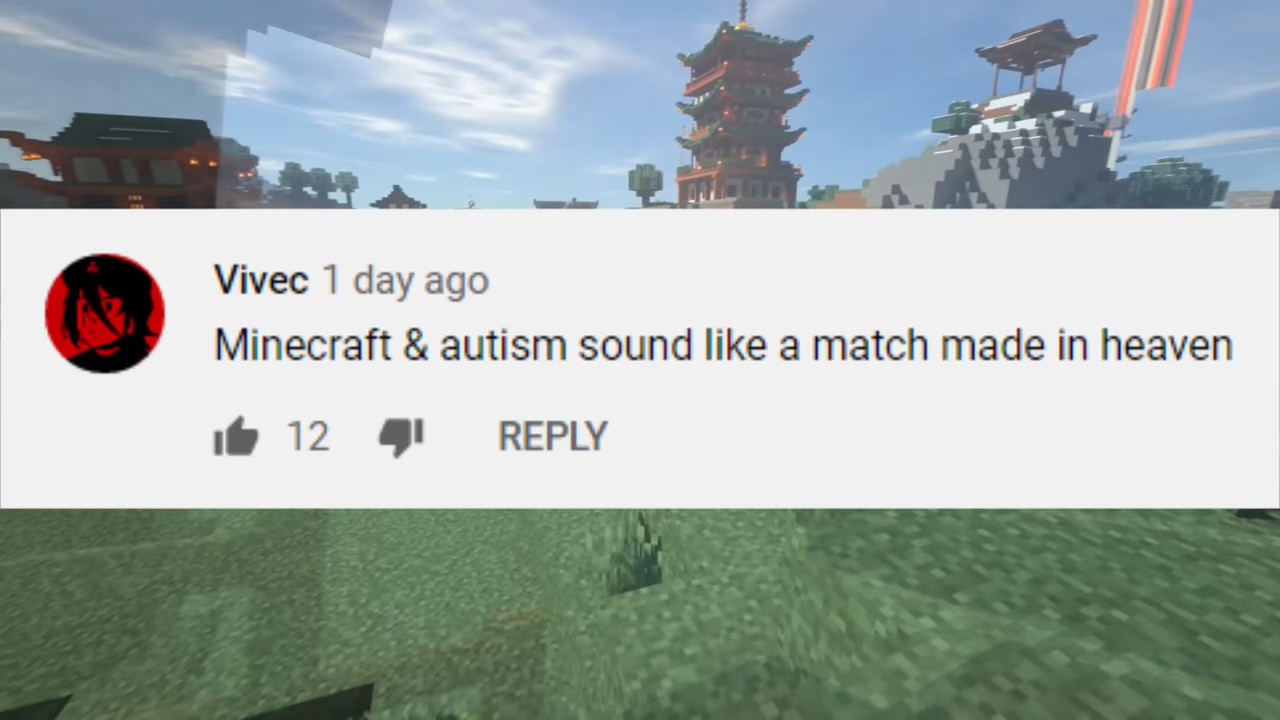 Vivec 1 day ago
Minecraft & autism sound like a match made in heaven
12 REPLY